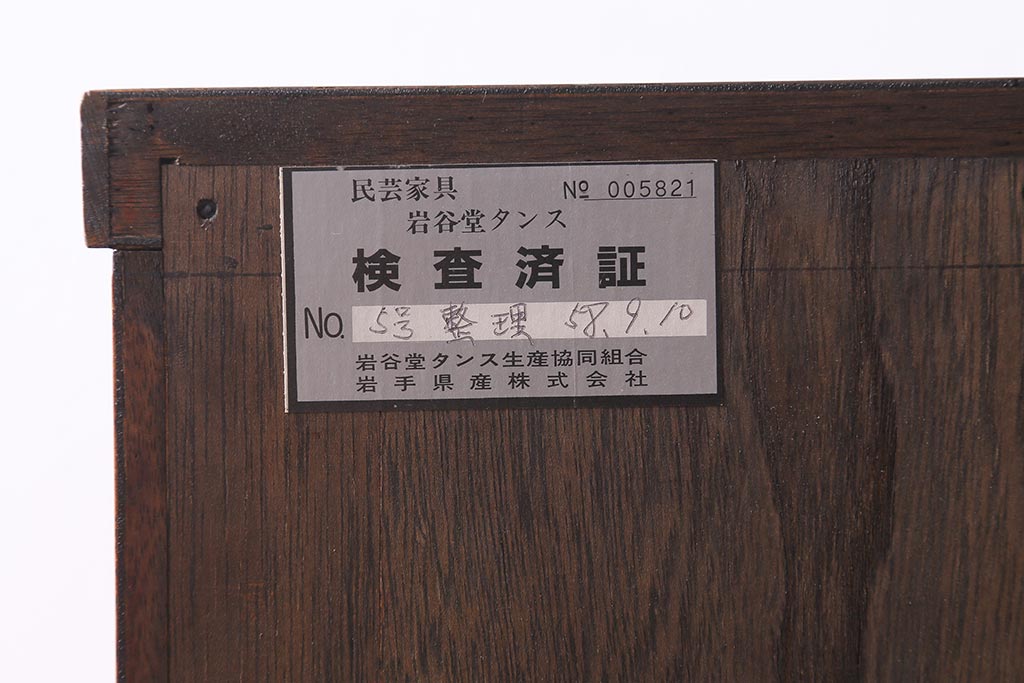 民芸家具
№ 005821
岩谷堂タンス
検査済証
No. 5号 整理 58.9.10
岩谷堂タンス生産協同組合
岩手県産株式会社